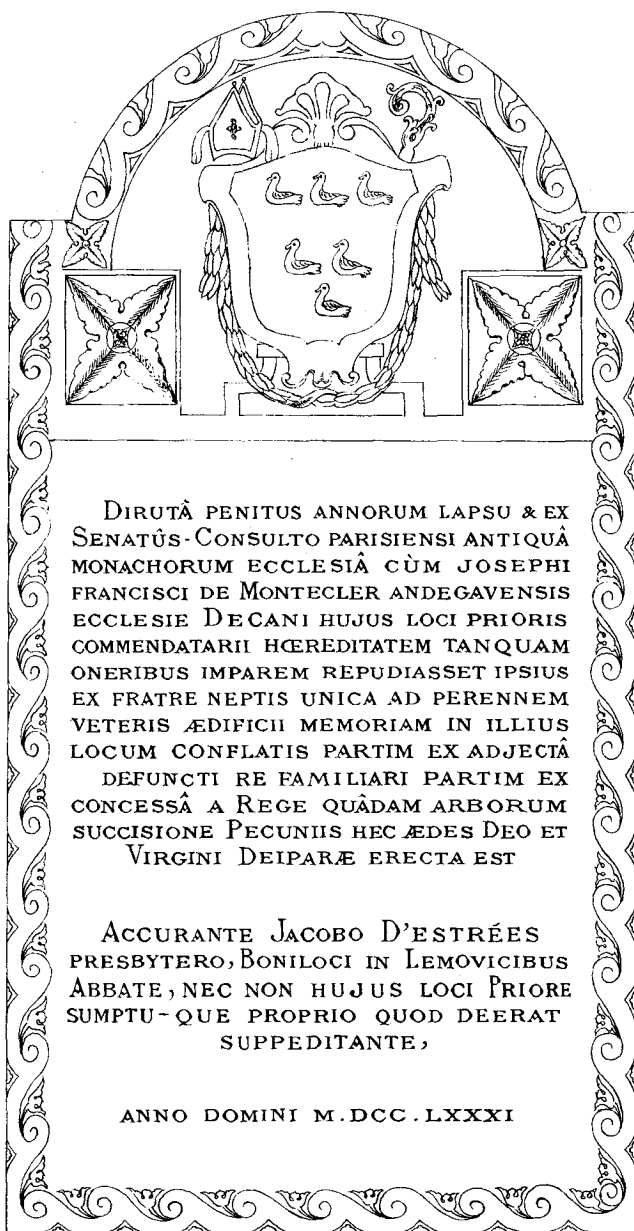 DIRUTÂ PENITUS ANNORUM LAPSU & EX
SENATÛS-CONSULTO PARISIENSI ANTIQUÂ
MONACHORUM ECCLESIÂ CÙM JOSEPHI
FRANCISCI DE MONTECLER ANDEGAVENSIS
ECCLESIE DECANI HUJUS LOCI PRIORIS
COMMENDATARII HŒREDITATEM TANQUAM
ONERIBUS IMPAREM REPUDIASSET IPSIUS
EX FRATRE NEPTIS UNICA AD PERENNEM
VETERIS ÆDIFICII MEMORIAM IN ILLIUS
LOCUM CONFLATIS PARTIM EX ADJECTÂ
DEFUNCTI RE FAMILIARI PARTIM EX
CONCESSÂ A REGE QUÂDAM ARBORUM
SUCCISIONE PECUNIIS HEC ÆDES DEO ET
VIRGINI DEIPARÆ ERECTA EST
ACCURANTE JACOBO D'ESTRÉES
PRESBYTERO, BONILOCI IN LEMOVICIBUS
ABBATE, NEC NON HUJUS LOCI PRIORE
SUMPTU-QUE PROPRIO QUOD DEERAT
SUPPEDITANTE,
ANNO DOMINI M.DCC.LXXXI